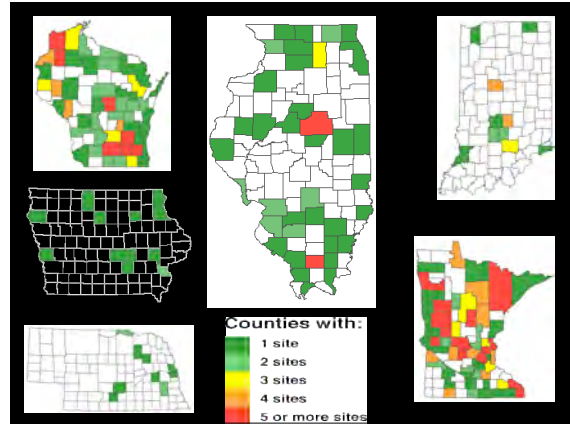 Counties with:
1 site
2 sites
3 sites
4 sites
5 or more sites